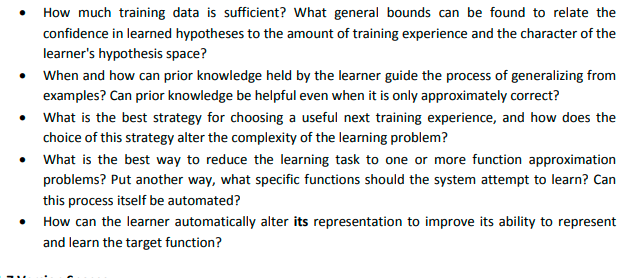 • How much training data is sufficient? What general bounds can be found to relate the
confidence in learned hypotheses to the amount of training experience and the character of the
learner's hypothesis space?
• When and how can prior knowledge held by the learner guide the process of generalizing from
examples? Can prior knowledge be helpful even when it is only approximately correct?
• What is the best strategy for choosing a useful next training experience, and how does the
choice of this strategy alter the complexity of the learning problem?
• What is the best way to reduce the learning task to one or more function approximation
problems? Put another way, what specific functions should the system attempt to learn? Can
this process itself be automated?
• How can the learner automatically alter its representation to improve its ability to represent
and learn the target function?